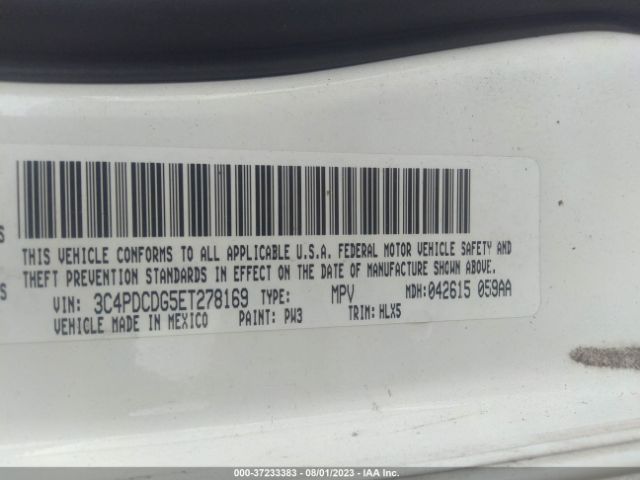 S
THIS VEHICLE CONFORMS TO ALL APPLICABLE U.S.A. FEDERAL MOTOR VEHICLE SAFETY AND
THEFT PREVENTION STANDARDS IN EFFECT ON THE DATE OF MANUFACTURE SHOWN ABOVE.
S
VIN: 3C4PDCDG5ET278169 TYPE: MPV MDH:042615 059AA
VEHICLE MADE IN MEXICO PAINT: PW3 TRIM: HLX5
000-37233383 - 08/01/2023 - IAA Inc.